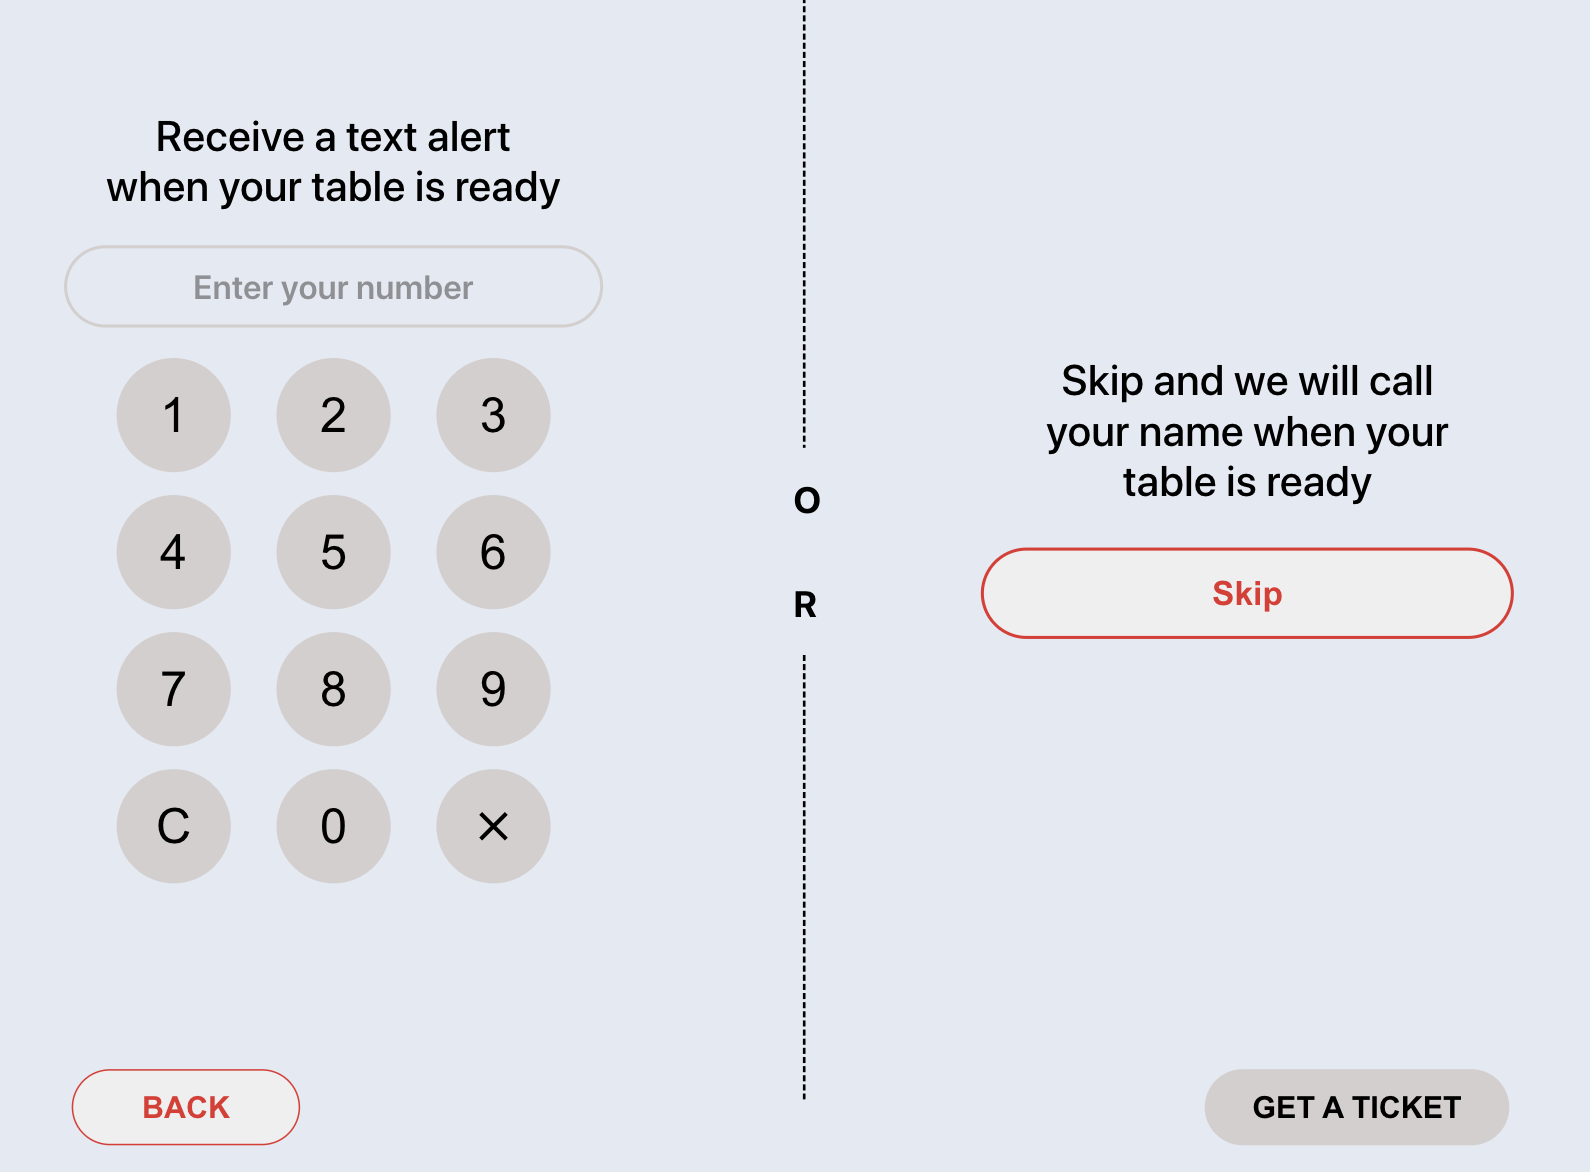 Receive a text alert
when your table is ready
Enter your number
1 2 3
4 5 6
7 8 9
C 0 ×
O
R
Skip and we will call
your name when your
table is ready
Skip
BACK
GET A TICKET